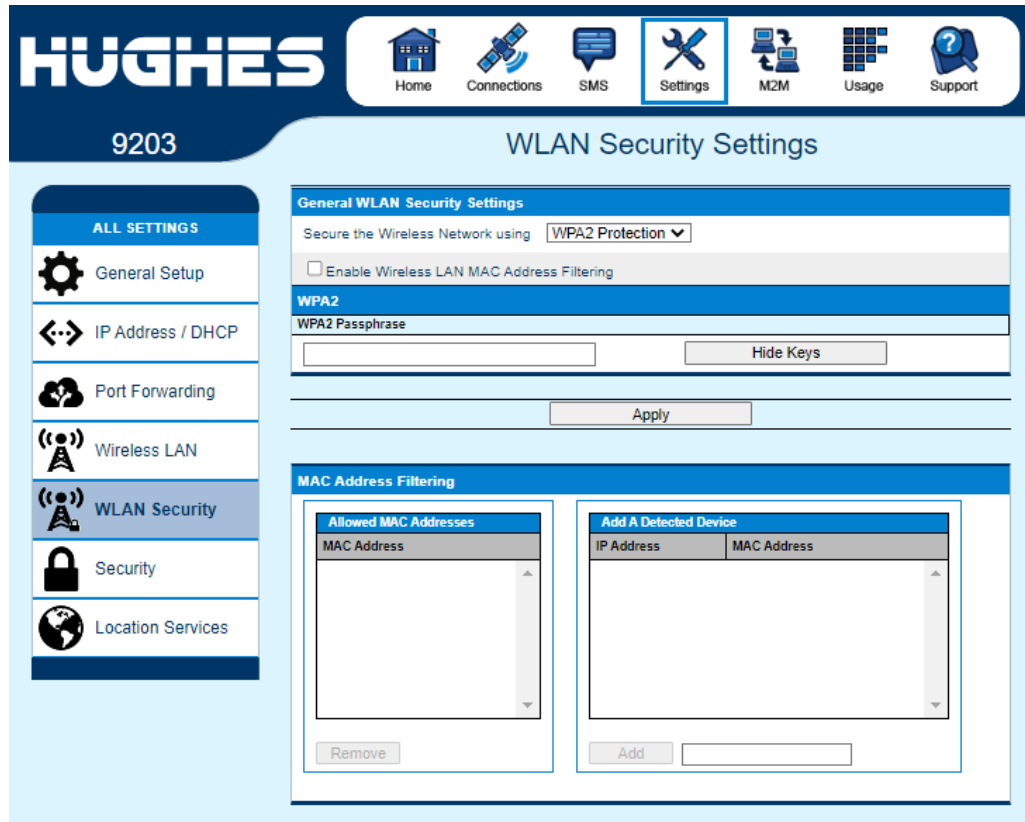 HUGHES
Home Connections SMS Settings M2M Usage Support
9203
WLAN Security Settings
ALL SETTINGS
General Setup
IP Address / DHCP
Port Forwarding
Wireless LAN
WLAN Security
Security
Location Services
General WLAN Security Settings
Secure the Wireless Network using WPA2 Protection
Enable Wireless LAN MAC Address Filtering
WPA2
WPA2 Passphrase
Hide Keys
Apply
MAC Address Filtering
Allowed MAC Addresses
MAC Address
Remove
Add A Detected Device
IP Address MAC Address
Add